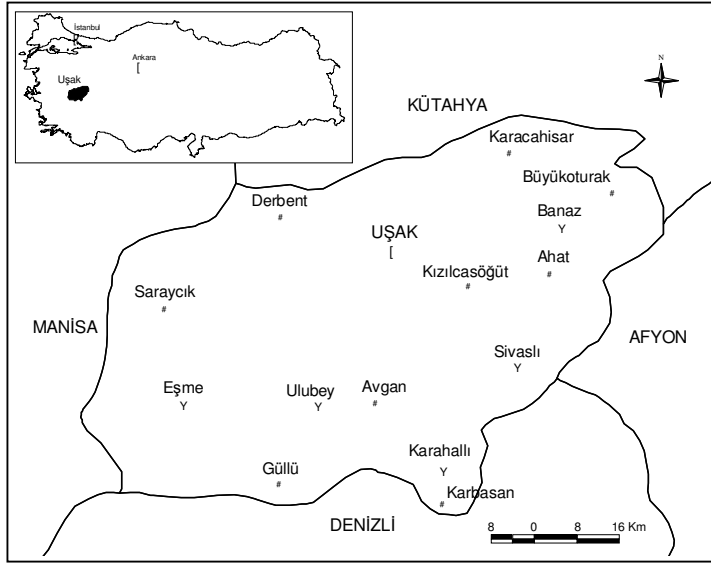 İstanbul
Ankara
[
Uşak
N
KÜTAHYA
Karacahisar
#
Büyükoturak
#
Derbent
#
Banaz
Y
UŞAK
[
Ahat
#
Kızılcasöğüt
#
Saraycık
#
MANİSA
AFYON
Sivaslı
Y
Eşme
Y
Ulubey
Y
Avgan
#
Karahallı
Y
Güllü
#
Karbasan
#
DENİZLİ
8 0 8 16 Km